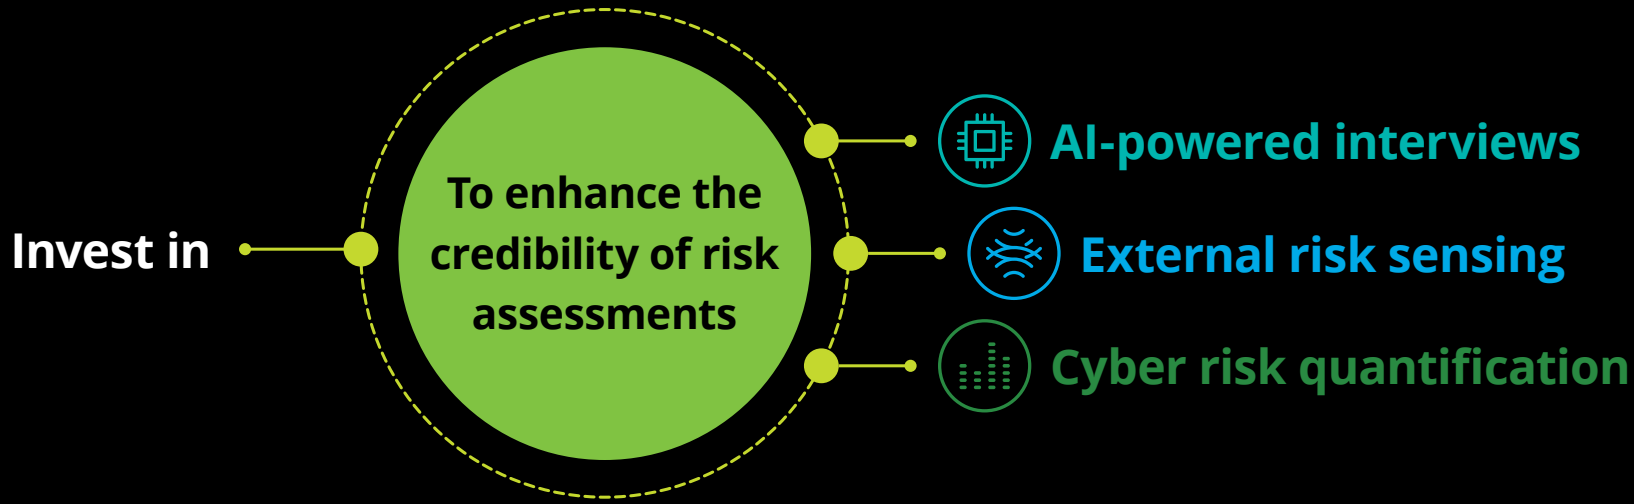 Invest in
To enhance the
credibility of risk
assessments
AI-powered interviews
External risk sensing
Cyber risk quantification